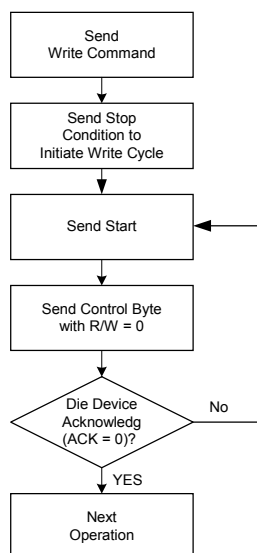 Send
Write Command
Send Stop
Condition to
Initiate Write Cycle
Send Start
Send Control Byte
with R/W = 0
Die Device
Acknowledg
(ACK = 0)?
No
YES
Next
Operation